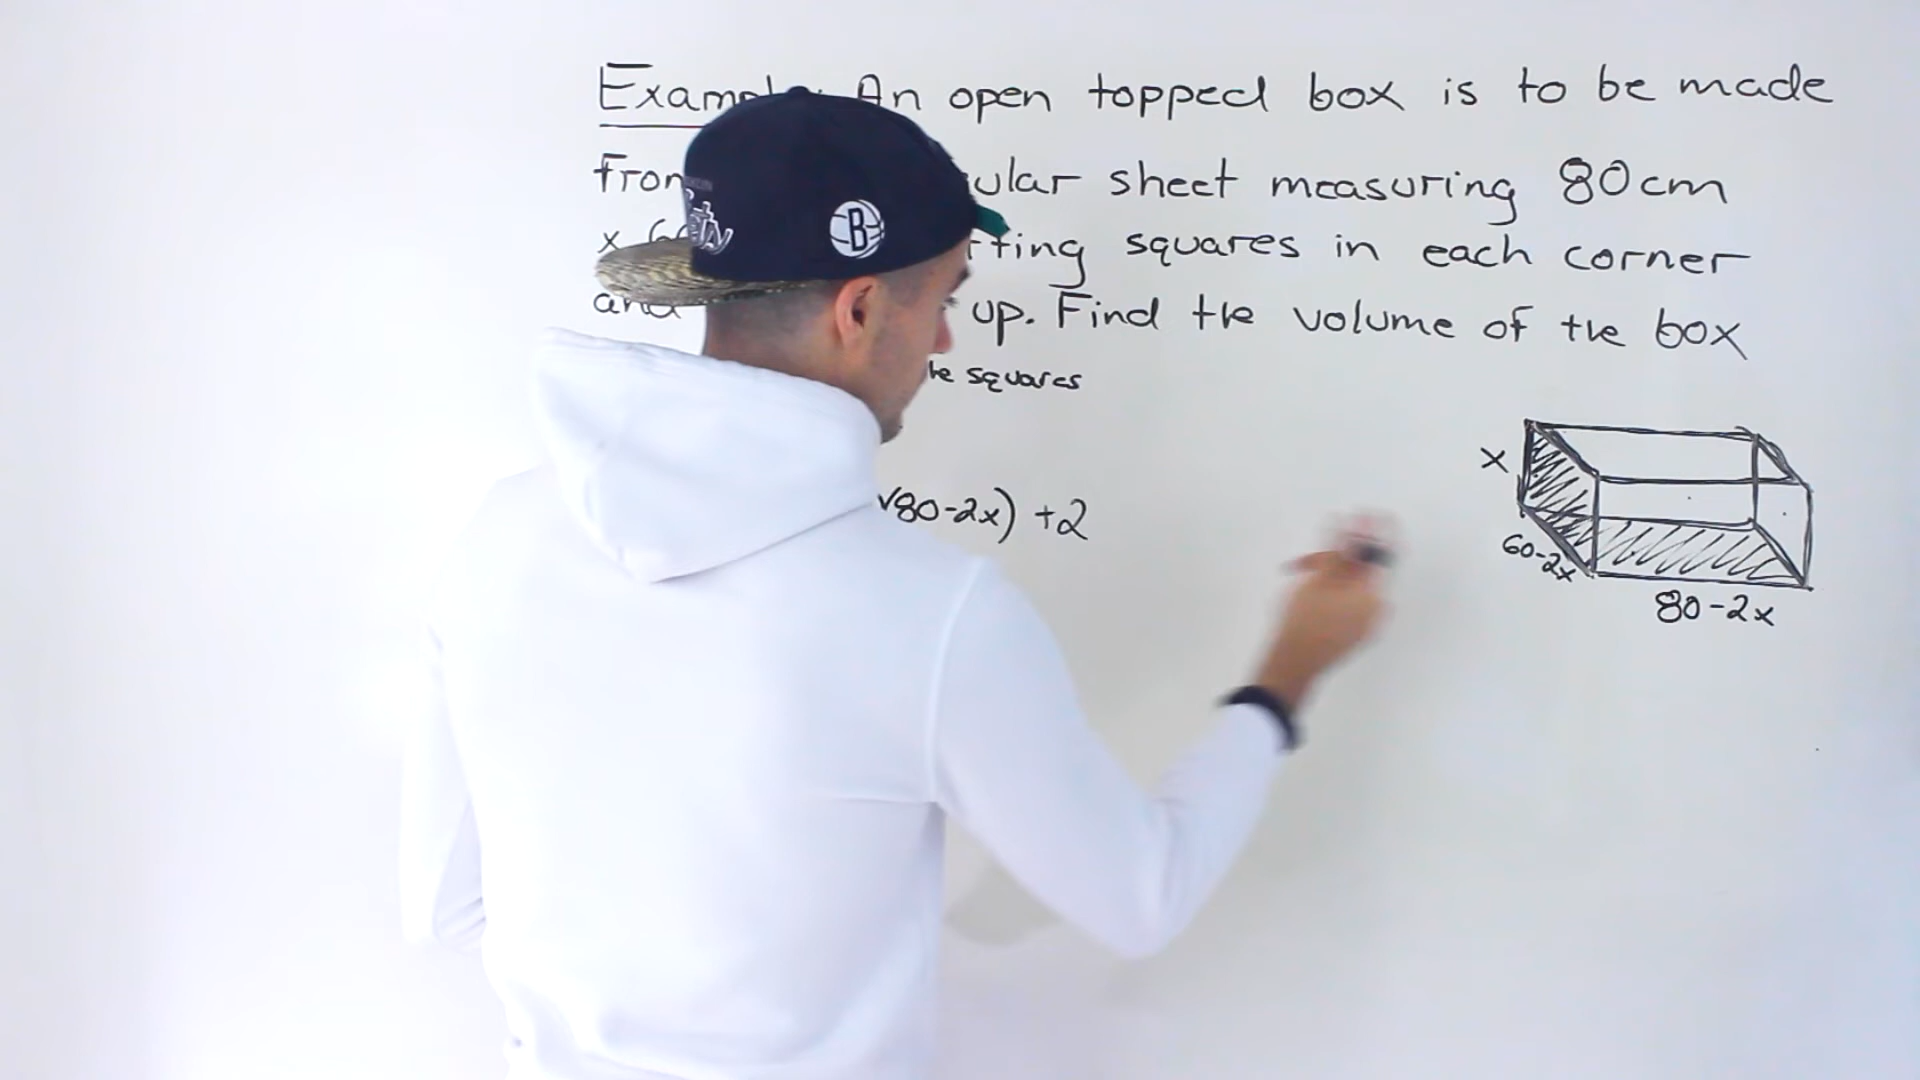 Example: An open topped box is to be made
from ular sheet measuring 80cm
x tting squares in each corner
and up. Find the volume of the box
squares
B
x
80-2x) +2
60-2x
80-2x